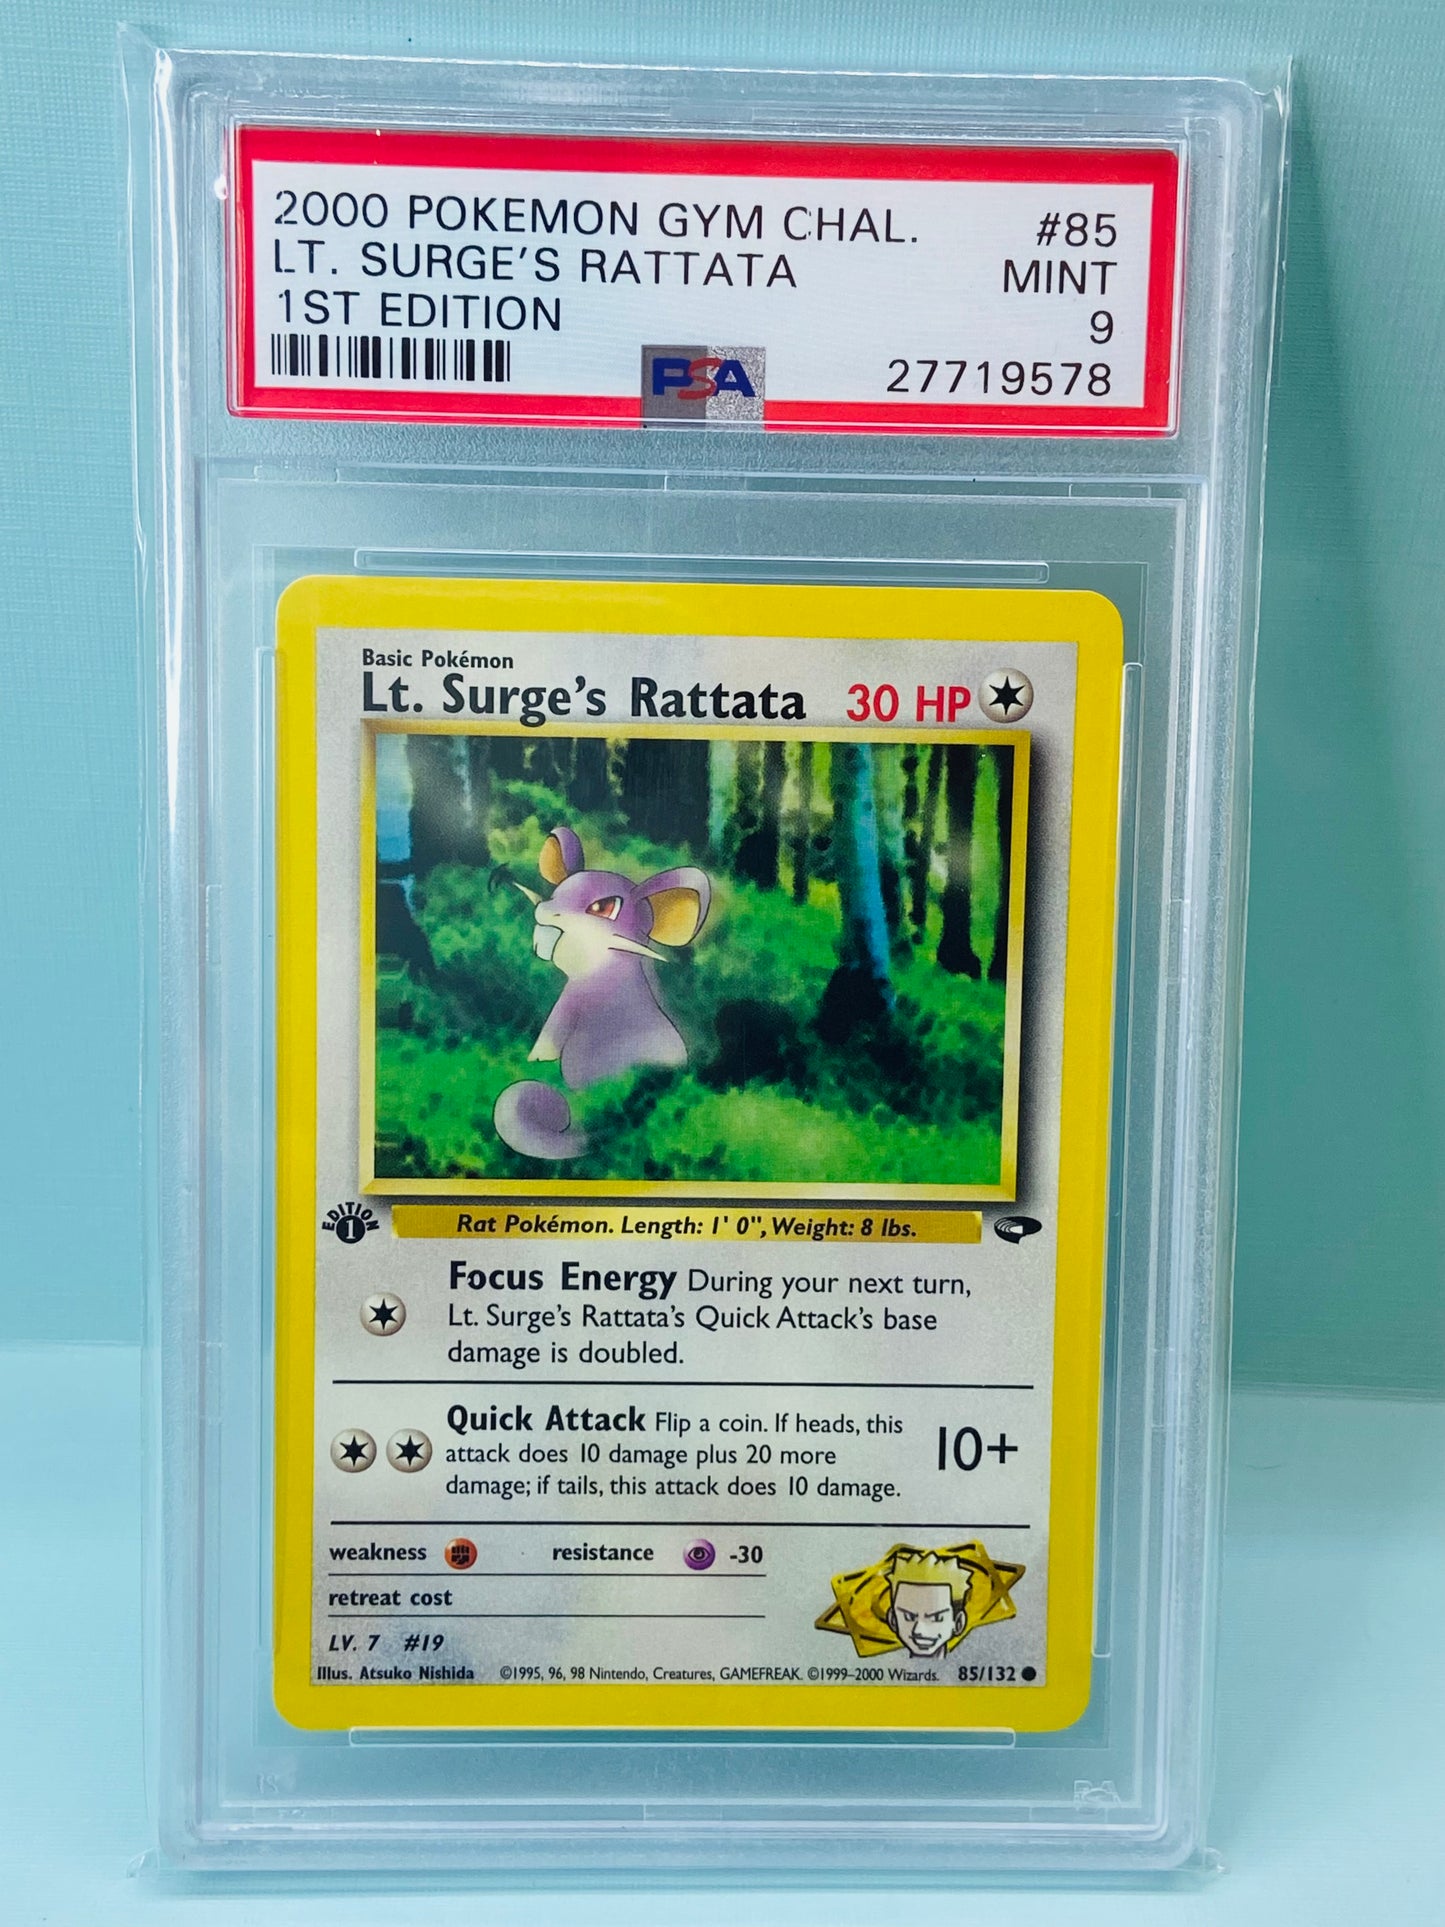 2000 POKEMON GYM CHAL. #85
LT. SURGE'S RATTATA MINT
1ST EDITION 9
PSA 27719578
Basic Pokémon
Lt. Surge's Rattata 30 HP
EDITION 1
Rat Pokémon. Length: 1' 0", Weight: 8 lbs.
Focus Energy During your next turn,
Lt. Surge's Rattata's Quick Attack's base
damage is doubled.
Quick Attack Flip a coin. If heads, this
attack does 10 damage plus 20 more
damage; if tails, this attack does 10 damage.
10+
weakness resistance -30
retreat cost
LV. 7 #19
Illus. Atsuko Nishida ©1995, 96, 98 Nintendo, Creatures, GAMEFREAK. ©1999–2000 Wizards. 85/132